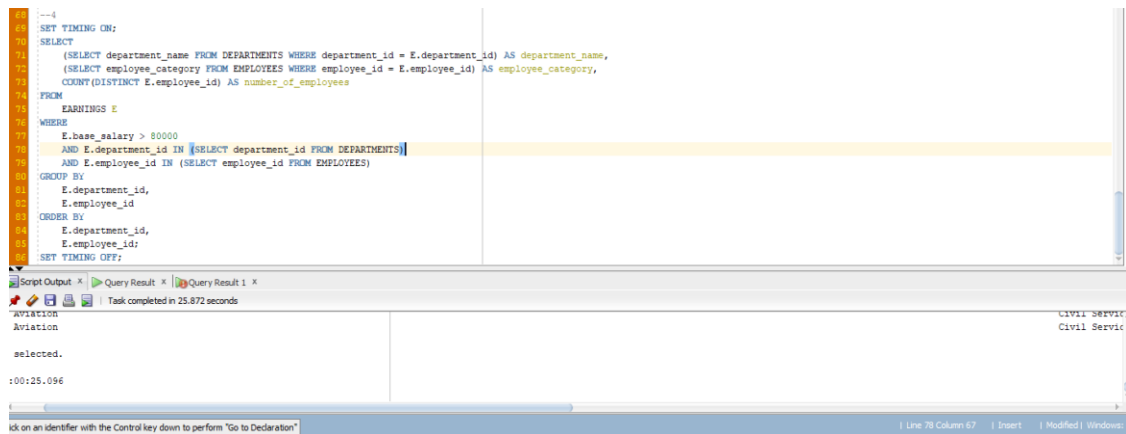 68 --4
69 SET TIMING ON;
70 SELECT
71 (SELECT department_name FROM DEPARTMENTS WHERE department_id = E.department_id) AS department_name,
72 (SELECT employee_category FROM EMPLOYEES WHERE employee_id = E.employee_id) AS employee_category,
73 COUNT(DISTINCT E.employee_id) AS number_of_employees
74 FROM
75 EARNINGS E
76 WHERE
77 E.base_salary > 80000
78 AND E.department_id IN (SELECT department_id FROM DEPARTMENTS)
79 AND E.employee_id IN (SELECT employee_id FROM EMPLOYEES)
80 GROUP BY
81 E.department_id,
82 E.employee_id
83 ORDER BY
84 E.department_id,
85 E.employee_id;
86 SET TIMING OFF;
Script Output x Query Result x Query Result 1 x
Task completed in 25.872 seconds
Aviation Civil Servic
Aviation Civil Servic
selected.
:00:25.096
ick on an identifier with the Control key down to perform "Go to Declaration" | Line 78 Column 67 | Insert | Modified | Windows: